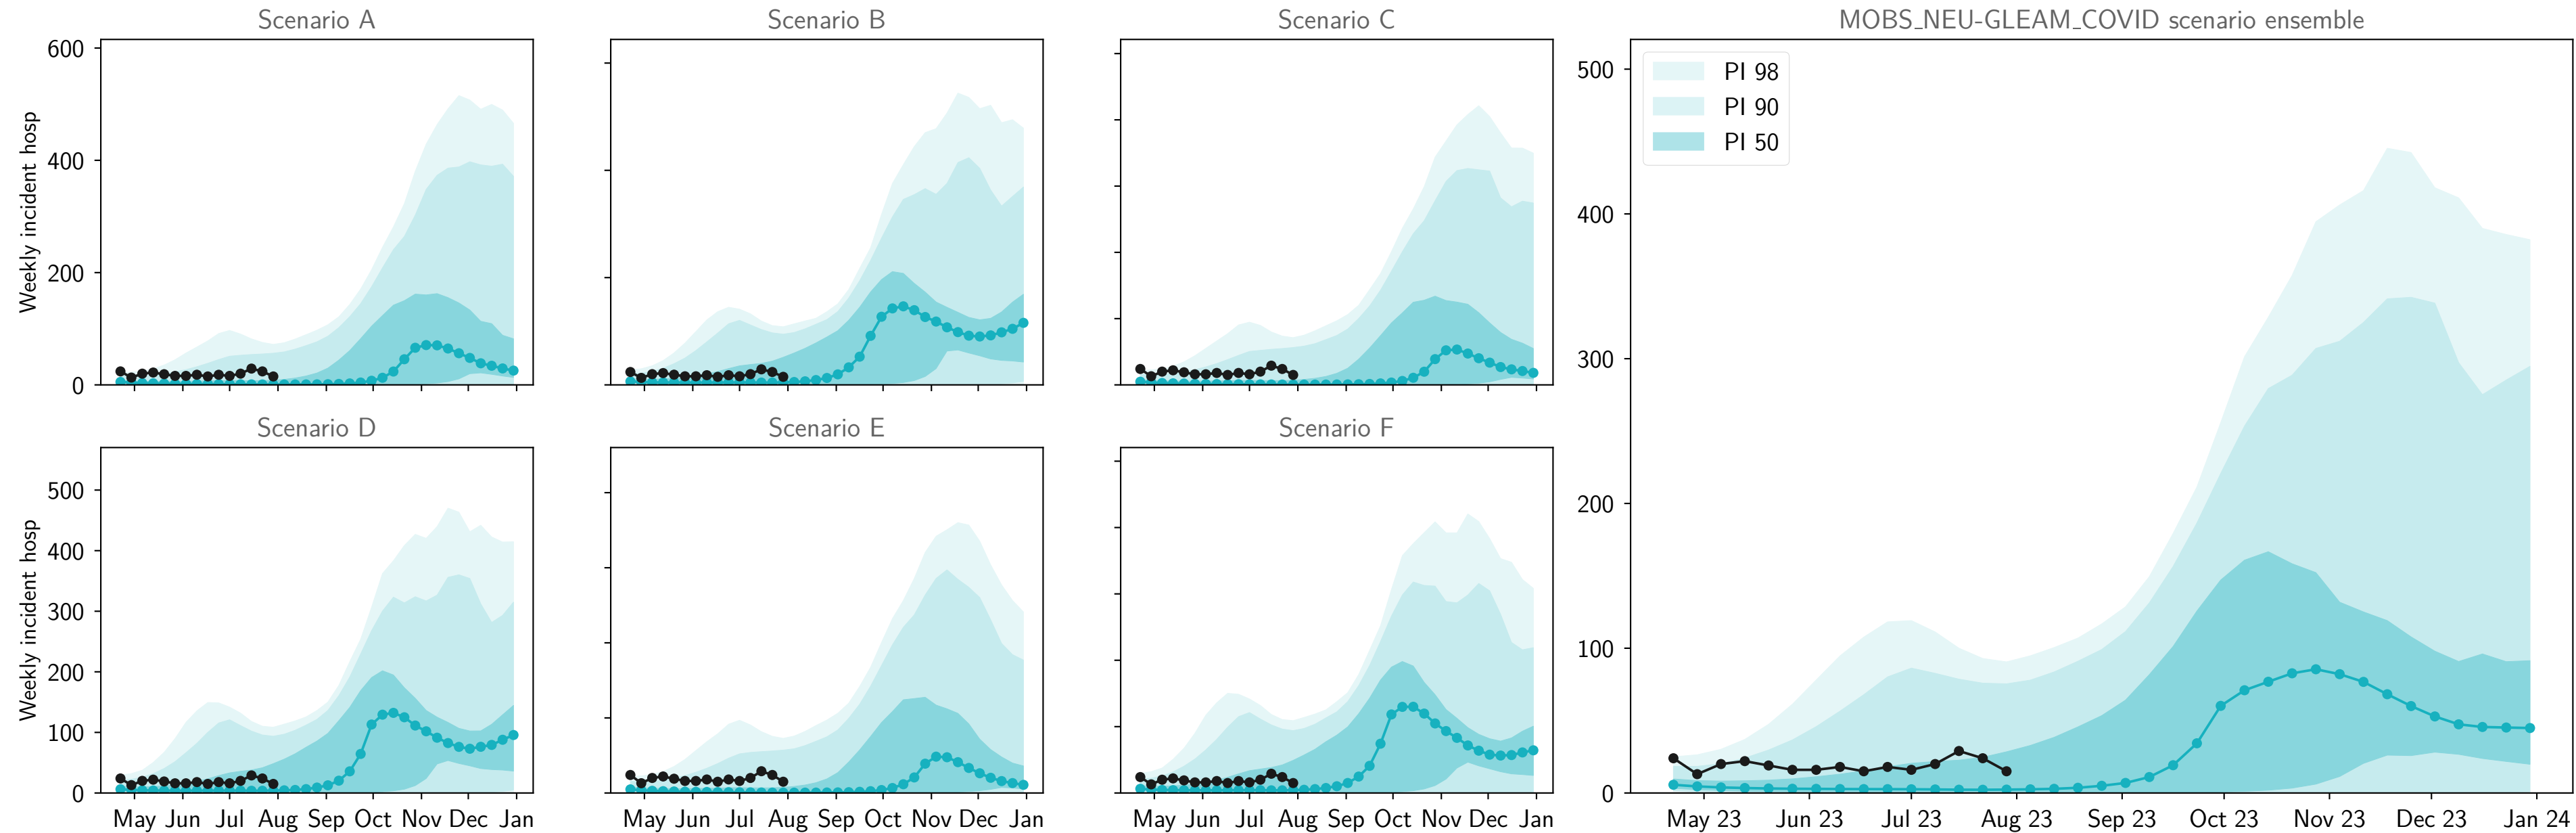 Scenario A
Scenario B
Scenario C
MOBS_NEU-GLEAM_COVID scenario ensemble
Weekly incident hosp
600
400
200
0
PI 98
PI 90
PI 50
500
400
300
200
100
0
May 23
Jun 23
Jul 23
Aug 23
Sep 23
Oct 23
Nov 23
Dec 23
Jan 24
Scenario D
Scenario E
Scenario F
Weekly incident hosp
500
400
300
200
100
0
May Jun Jul Aug Sep Oct Nov Dec Jan
May Jun Jul Aug Sep Oct Nov Dec Jan
May Jun Jul Aug Sep Oct Nov Dec Jan